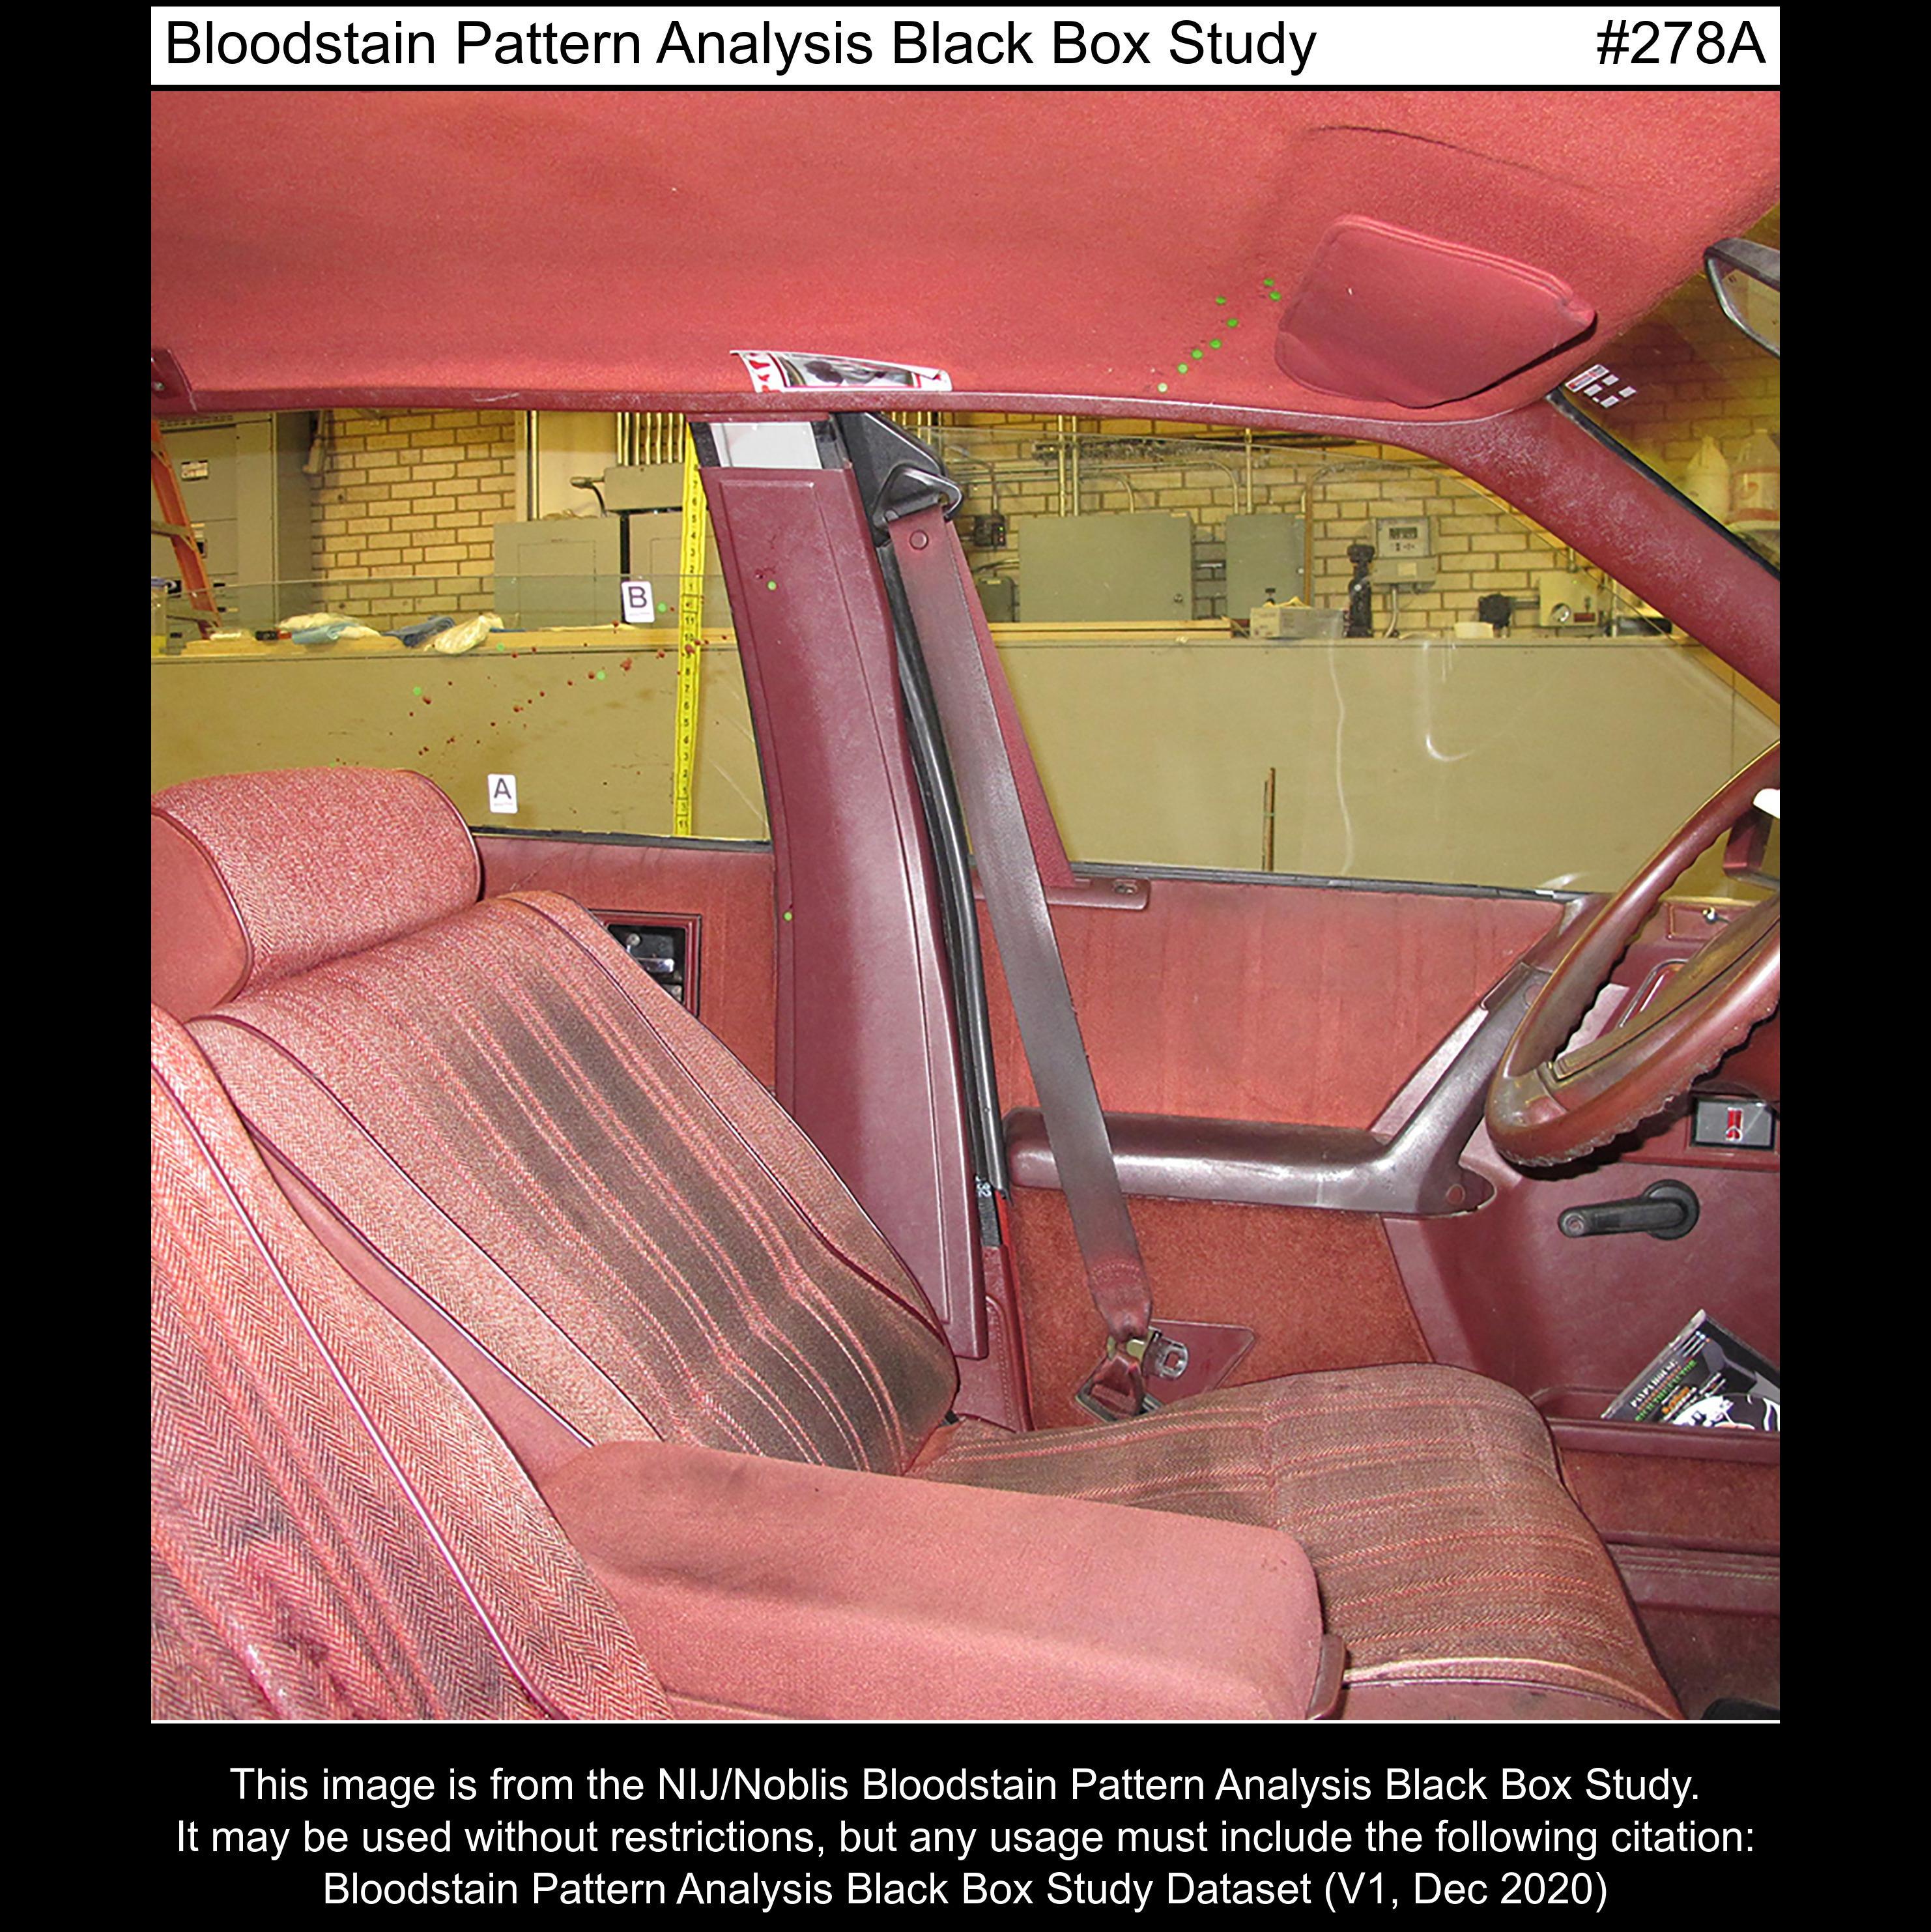 Bloodstain Pattern Analysis Black Box Study #278A
B
A
This image is from the NIJ/Noblis Bloodstain Pattern Analysis Black Box Study.
It may be used without restrictions, but any usage must include the following citation:
Bloodstain Pattern Analysis Black Box Study Dataset (V1, Dec 2020)